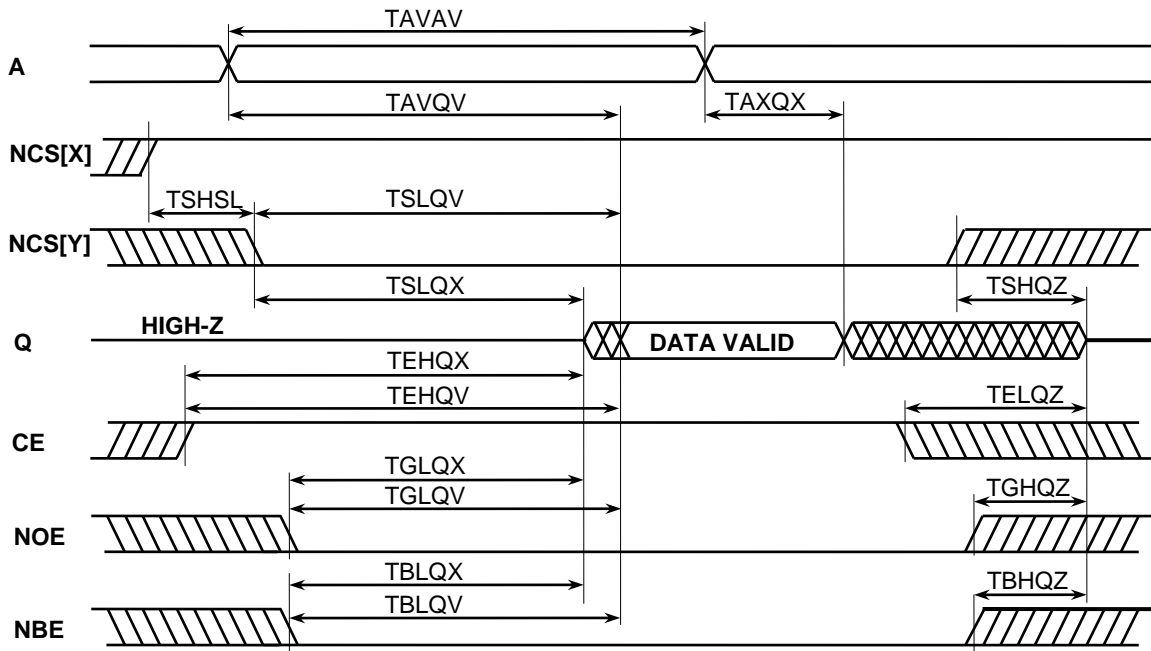 TAVAV
A
TAVQV
TAXQX
NCS[X]
TSHSL
TSLQV
NCS[Y]
TSLQX
TSHQZ
HIGH-Z
Q
DATA VALID
TEHQX
TEHQV
TELQZ
CE
TGLQX
TGLQV
TGHQZ
NOE
TBLQX
TBLQV
TBHQZ
NBE